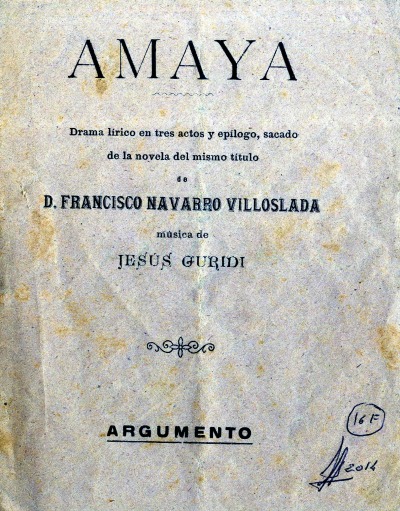 AMAYA
Drama lírico en tres actos y epílogo, sacado
de la novela del mismo título
de
D. FRANCISCO NAVARRO VILLOSLADA
música de
JESÚS GURIDI
ARGUMENTO
16 F
2014